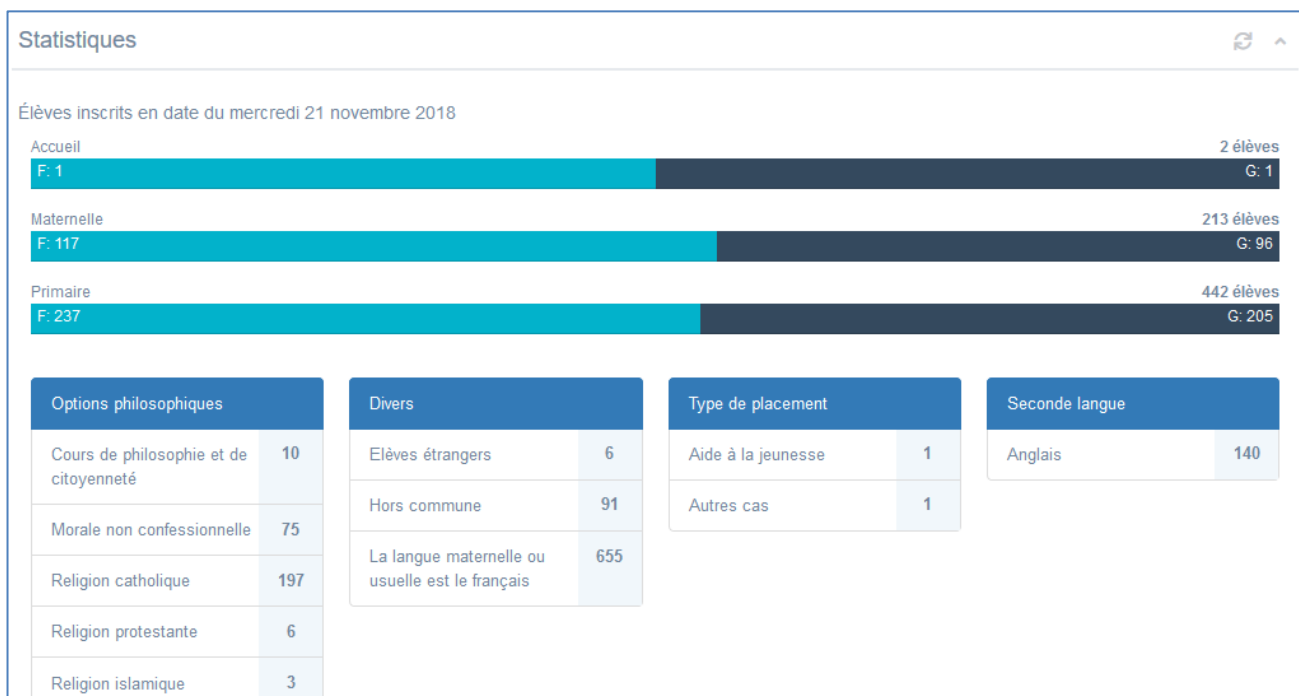 Statistiques
Élèves inscrits en date du mercredi 21 novembre 2018
Accueil 2 élèves
F: 1 G: 1
Maternelle 213 élèves
F: 117 G: 96
Primaire 442 élèves
F: 237 G: 205
Options philosophiques
Cours de philosophie et de 10
citoyenneté
Morale non confessionnelle 75
Religion catholique 197
Religion protestante 6
Religion islamique 3
Divers
Elèves étrangers 6
Hors commune 91
La langue maternelle ou 655
usuelle est le français
Type de placement
Aide à la jeunesse 1
Autres cas 1
Seconde langue
Anglais 140